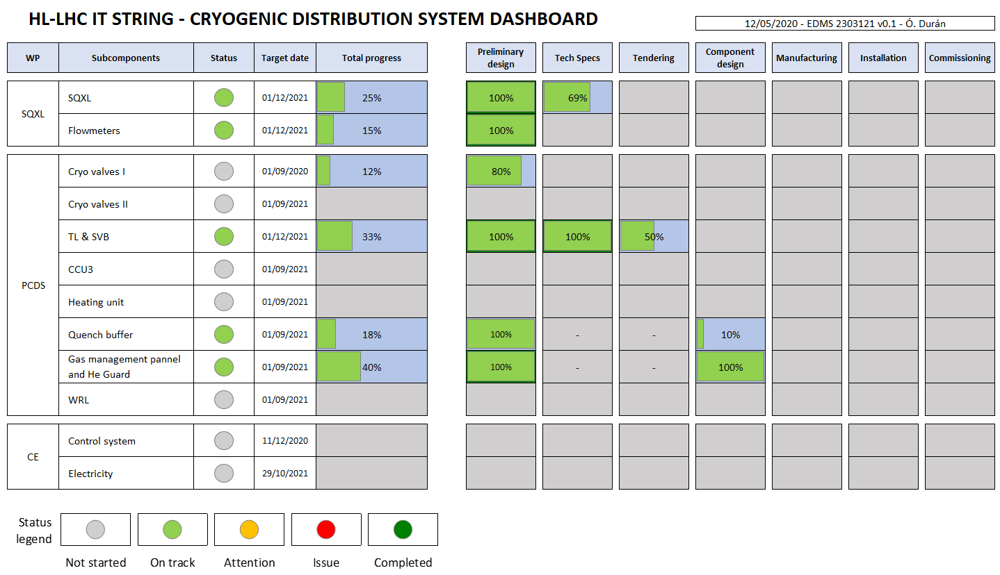 HL-LHC IT STRING - CRYOGENIC DISTRIBUTION SYSTEM DASHBOARD
12/05/2020 - EDMS 2303121 v0.1 - Ó. Durán
WP Subcomponents Status Target date Total progress Preliminary design Tech Specs Tendering Component design Manufacturing Installation Commissioning
SQXL
SQXL 01/12/2021 25% 100% 69%
Flowmeters 01/12/2021 15% 100%
PCDS
Cryo valves I 01/09/2020 12% 80%
Cryo valves II 01/09/2021
TL & SVB 01/12/2021 33% 100% 100% 50%
CCU3 01/09/2021
Heating unit 01/09/2021
Quench buffer 01/09/2021 18% 100% - - 10%
Gas management pannel
and He Guard 01/09/2021 40% 100% - - 100%
WRL 01/09/2021
CE
Control system 11/12/2020
Electricity 29/10/2021
Status
legend
Not started On track Attention Issue Completed